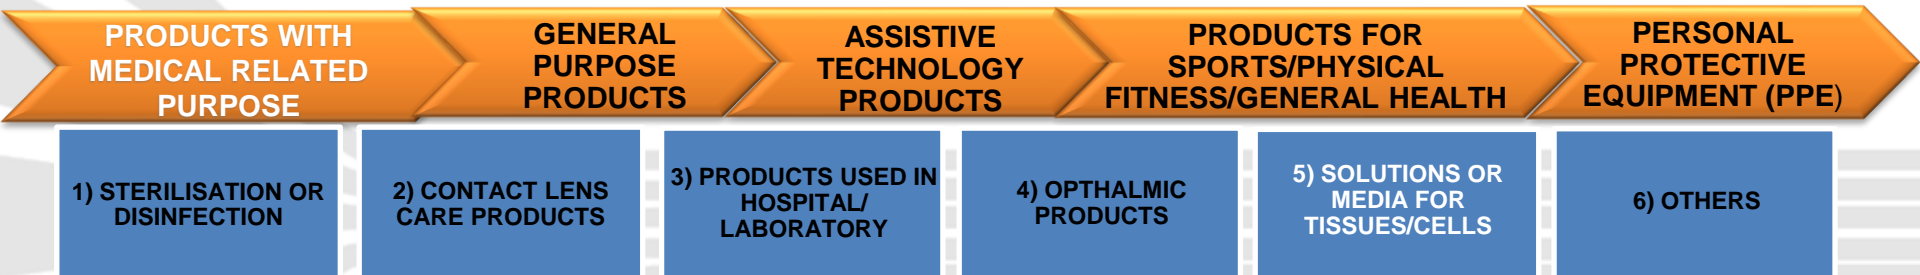 PRODUCTS WITH
MEDICAL RELATED
PURPOSE
GENERAL
PURPOSE
PRODUCTS
ASSISTIVE
TECHNOLOGY
PRODUCTS
PRODUCTS FOR
SPORTS/PHYSICAL
FITNESS/GENERAL HEALTH
PERSONAL
PROTECTIVE
EQUIPMENT (PPE)
1) STERILISATION OR
DISINFECTION
2) CONTACT LENS
CARE PRODUCTS
3) PRODUCTS USED IN
HOSPITAL/
LABORATORY
4) OPTHALMIC
PRODUCTS
5) SOLUTIONS OR
MEDIA FOR
TISSUES/CELLS
6) OTHERS